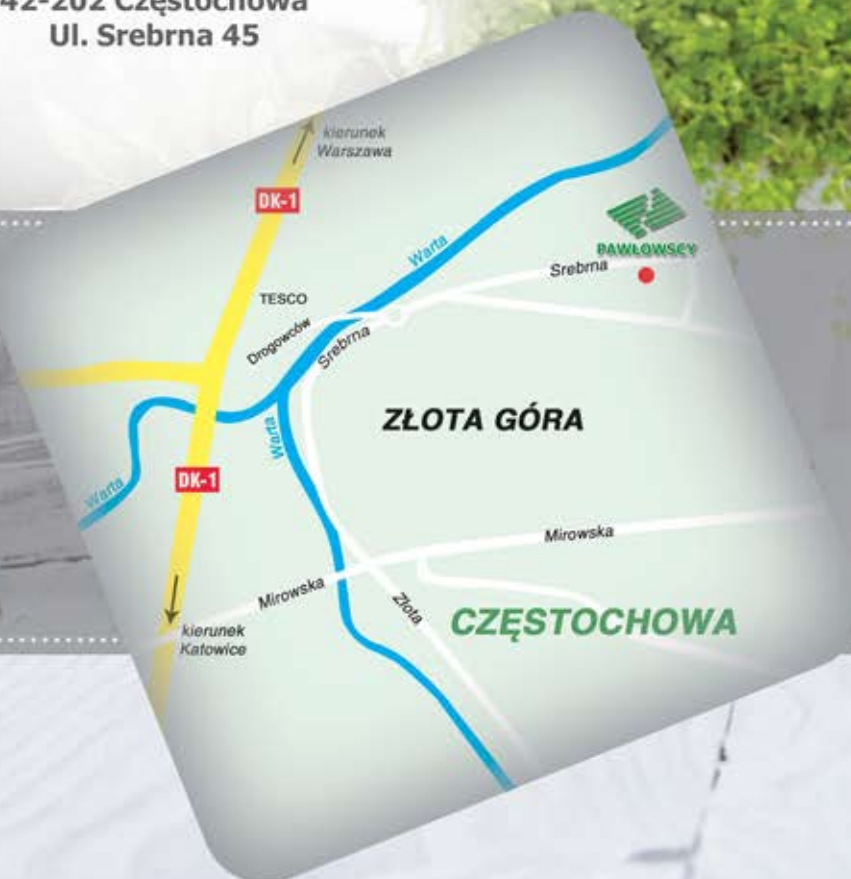 42-202 Częstochowa
Ul. Srebrna 45
kierunek
Warszawa
DK-1
Warta
PAWŁOWSCY
Srebrna
TESCO
Drogowców
Srebrna
ZŁOTA GÓRA
Warta
DK-1
Warta
Mirowska
Mirowska
Złota
CZĘSTOCHOWA
kierunek
Katowice